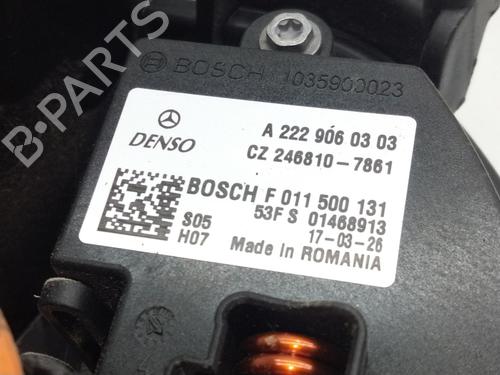 BOSCH 1035900023
DENSO
A 222 906 03 03
CZ 246810-7861
BOSCH F 011 500 131
53F S 01468913
S05
H07
17-03-26
Made in ROMANIA
B-PARTS